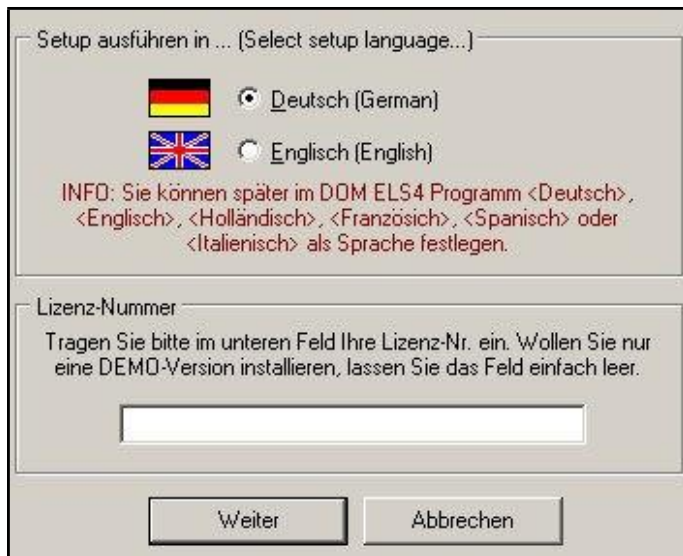 Setup ausführen in ... (Select setup language...)
Deutsch (German)
Englisch (English)
INFO: Sie können später im DOM ELS4 Programm <Deutsch>,
<Englisch>, <Holländisch>, <Französich>, <Spanisch> oder
<Italienisch> als Sprache festlegen.
Lizenz-Nummer
Tragen Sie bitte im unteren Feld Ihre Lizenz-Nr. ein. Wollen Sie nur
eine DEMO-Version installieren, lassen Sie das Feld einfach leer.
Weiter
Abbrechen